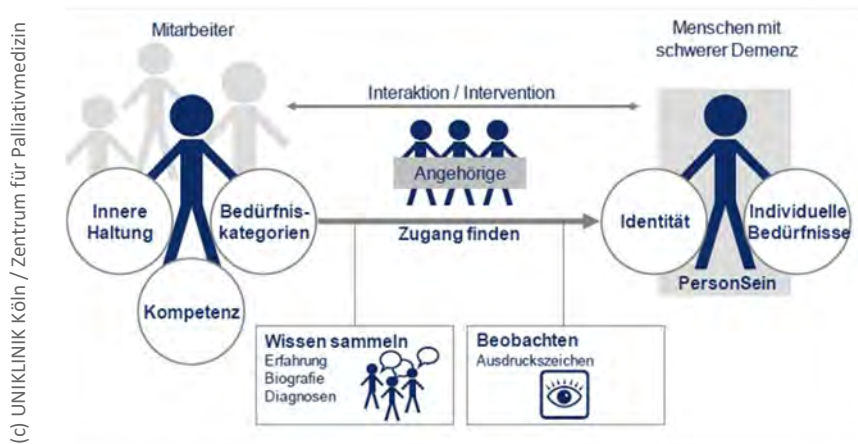 (c) UNIKLINIK Köln / Zentrum für Palliativmedizin
Mitarbeiter
Menschen mit
schwerer Demenz
Interaktion / Intervention
Angehörige
Innere
Haltung
Bedürfnis-
kategorien
Kompetenz
Zugang finden
Identität
Individuelle
Bedürfnisse
PersonSein
Wissen sammeln
Erfahrung
Biografie
Diagnosen
Beobachten
Ausdruckszeichen